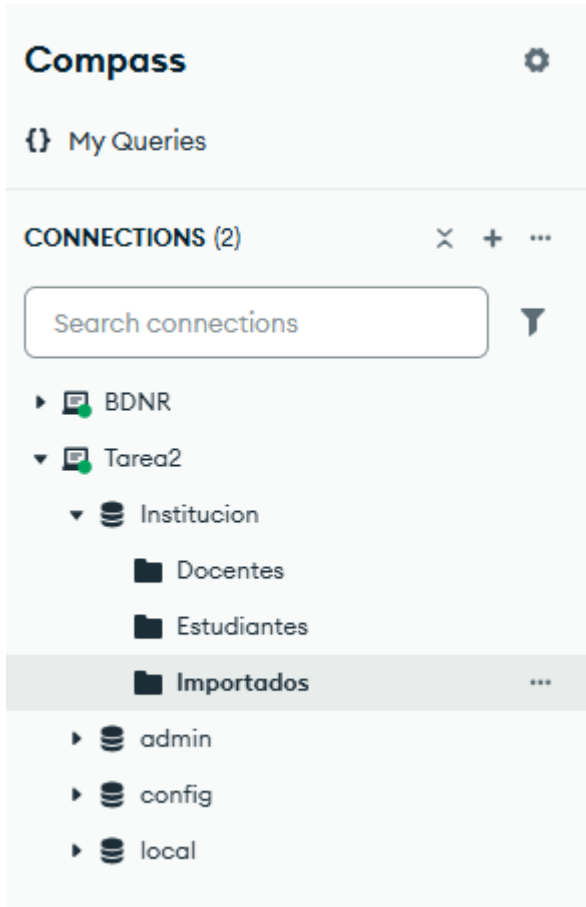 Compass
{} My Queries
CONNECTIONS (2)
Search connections
BDNR
Tarea2
Institucion
Docentes
Estudiantes
Importados
admin
config
local